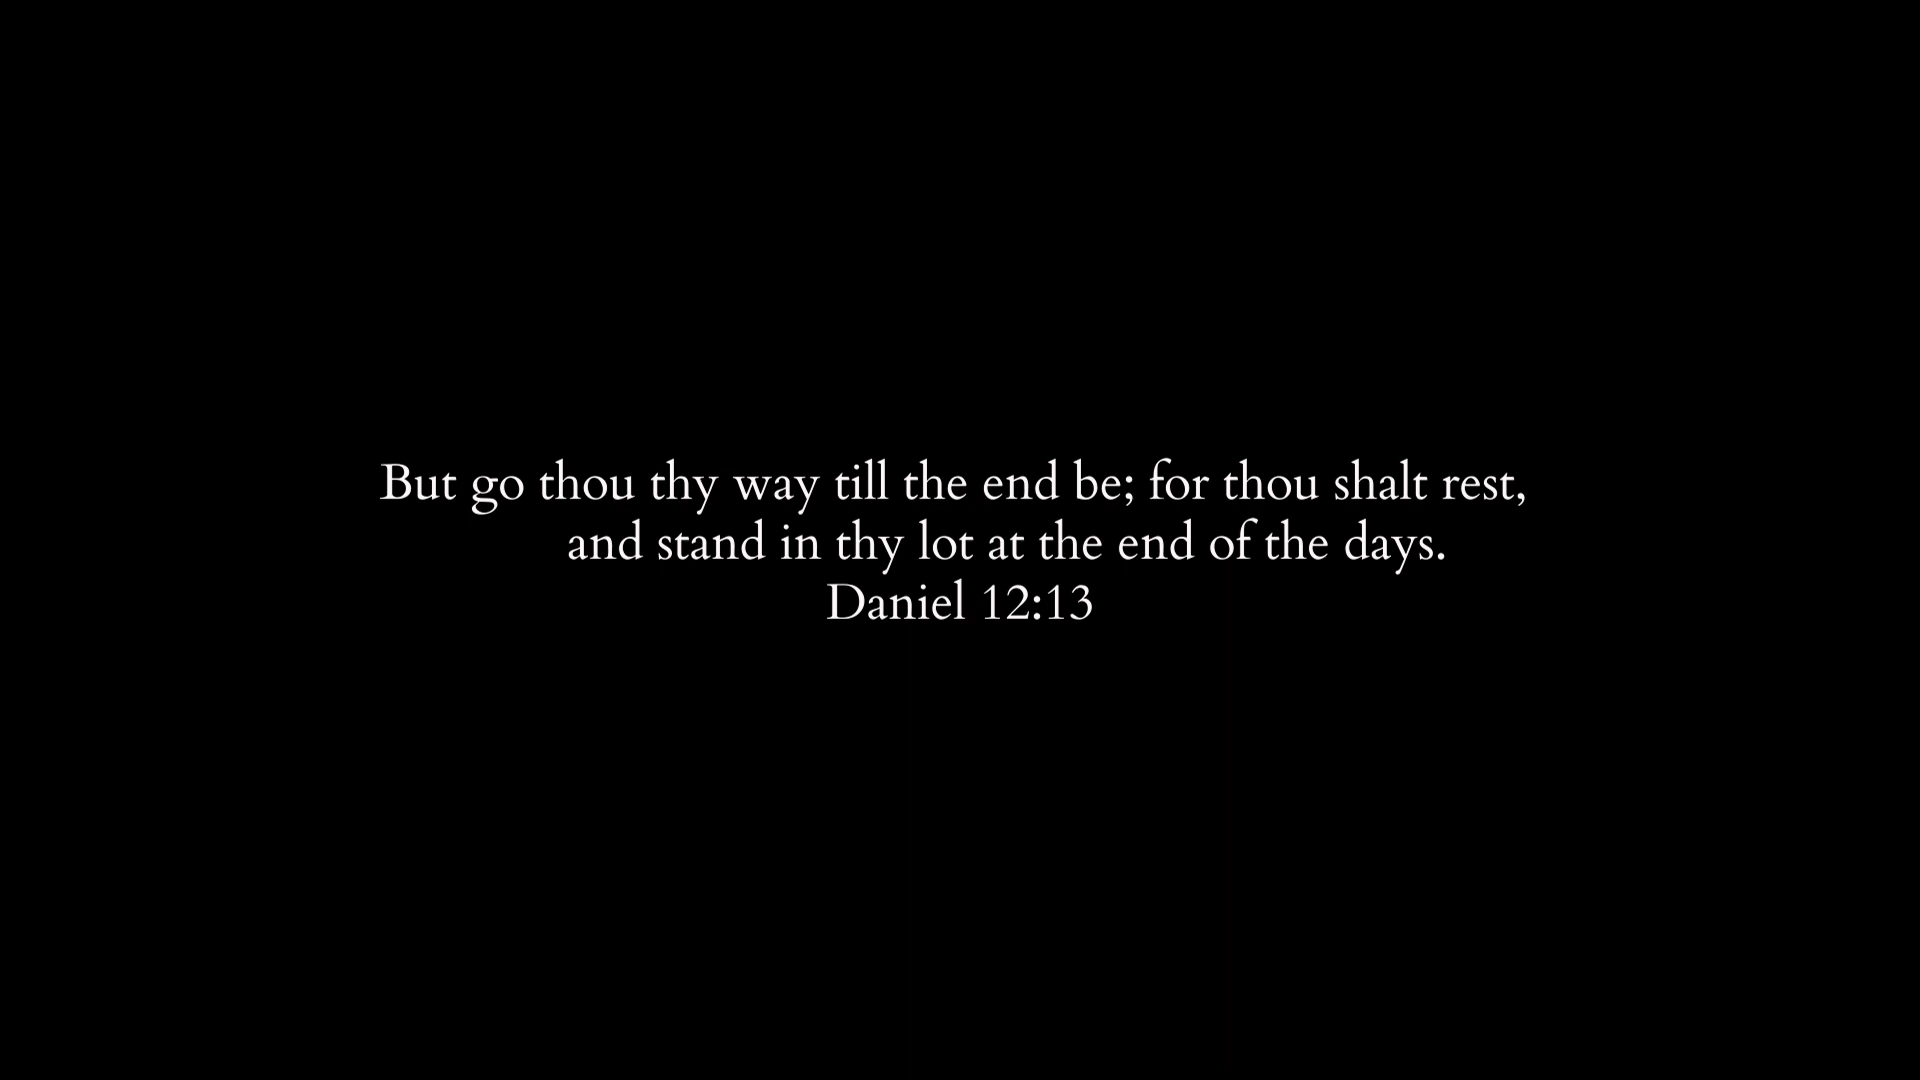 But go thou thy way till the end be; for thou shalt rest,
and stand in thy lot at the end of the days.
Daniel 12:13